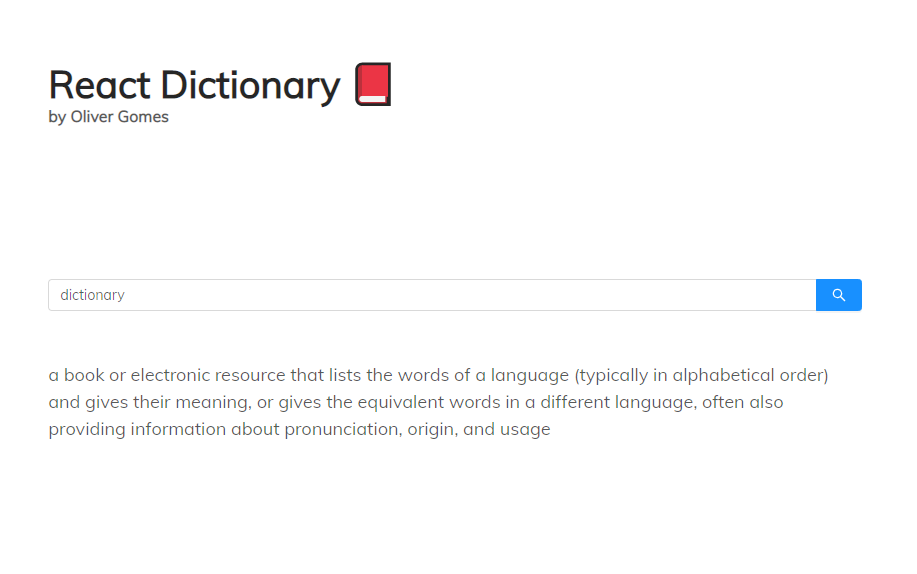 React Dictionary
by Oliver Gomes
dictionary
a book or electronic resource that lists the words of a language (typically in alphabetical order)
and gives their meaning, or gives the equivalent words in a different language, often also
providing information about pronunciation, origin, and usage